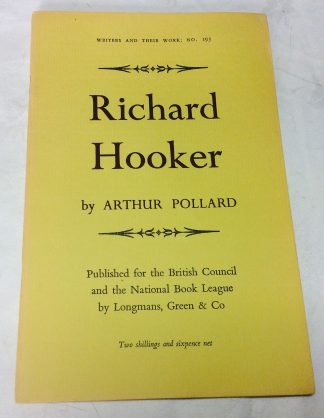 WRITERS AND THEIR WORK: NO. 195
Richard
Hooker
by ARTHUR POLLARD
Published for the British Council
and the National Book League
by Longmans, Green & Co
Two shillings and sixpence net